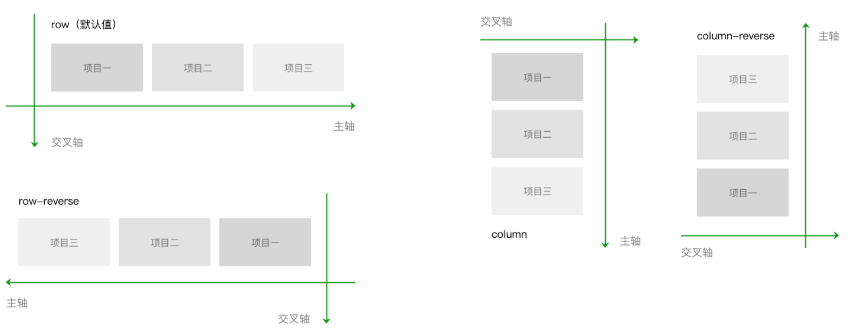 row（默认值）
项目一 项目二 项目三
主轴
交叉轴
row-reverse
项目三 项目二 项目一
主轴
交叉轴
交叉轴
项目一
项目二
项目三
column
主轴
column-reverse
主轴
项目三
项目二
项目一
交叉轴